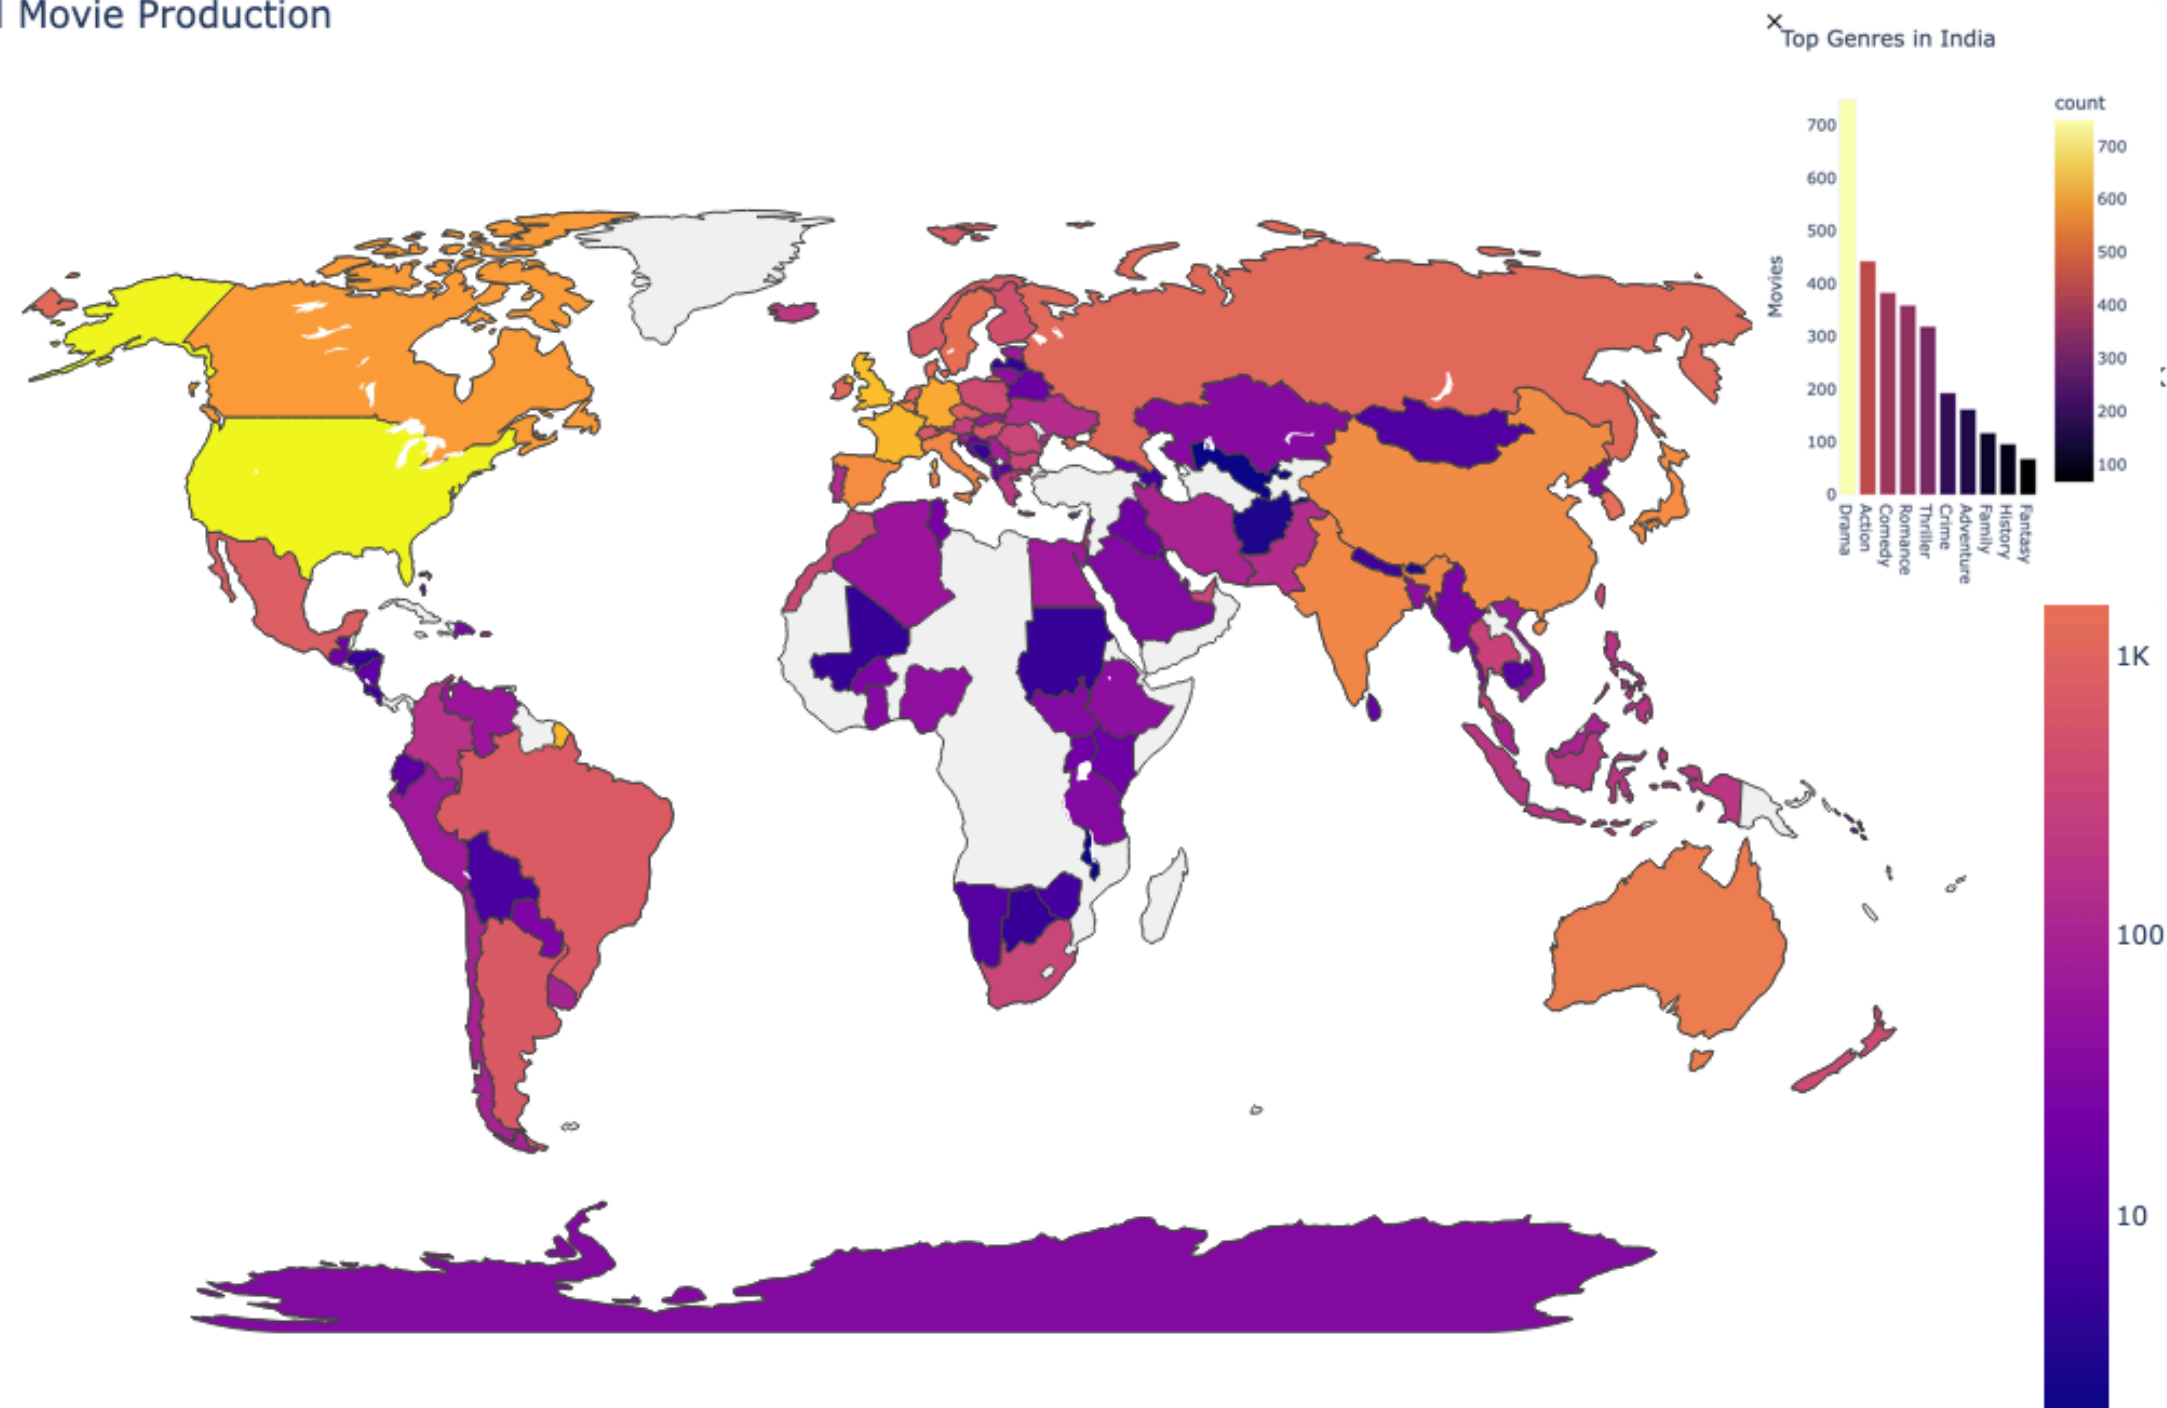 Movie Production
×
Top Genres in India
count
700
600
500
400
300
200
100
0
Movies
Drama
Action
Comedy
Romance
Thriller
Crime
Adventure
Family
History
Fantasy
700
600
500
400
300
200
100
1K
100
10